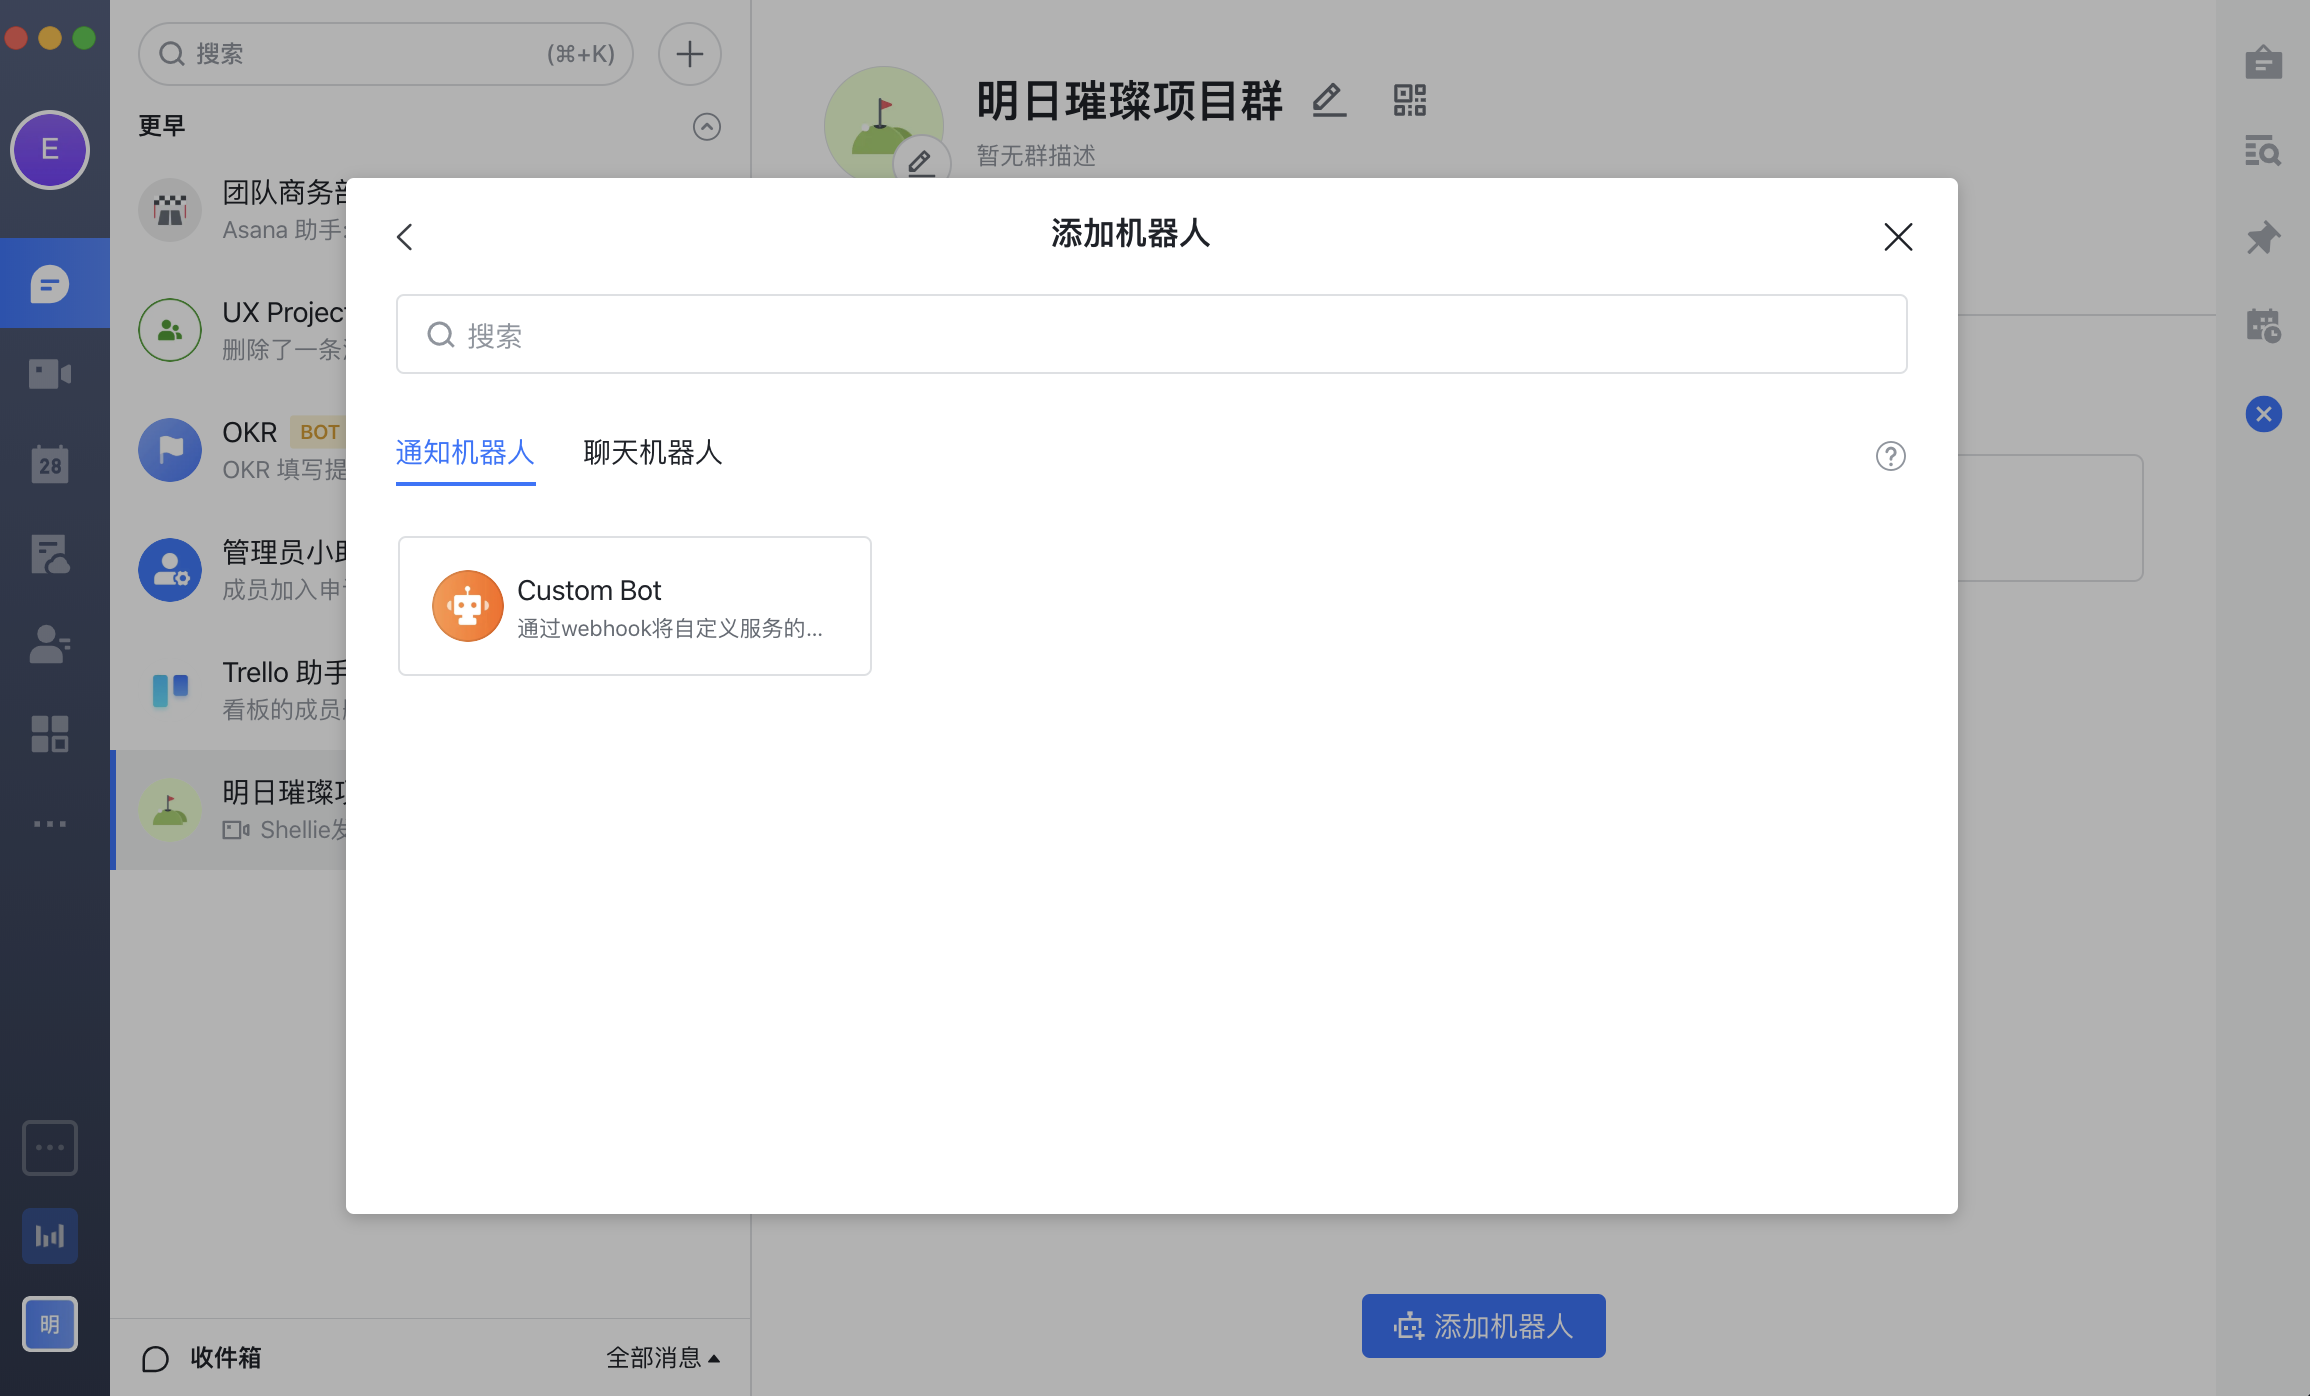 搜索 (⌘+K)
E
更早
团队商务部
Asana 助手:
UX Project
删除了一条
OKR BOT
OKR 填写提
管理员小助
成员加入申
Trello 助手
看板的成员
明日璀璨项
Shellie发
28
明
收件箱 全部消息
明日璀璨项目群
暂无群描述
添加机器人
搜索
通知机器人 聊天机器人
Custom Bot
通过webhook将自定义服务的...
添加机器人